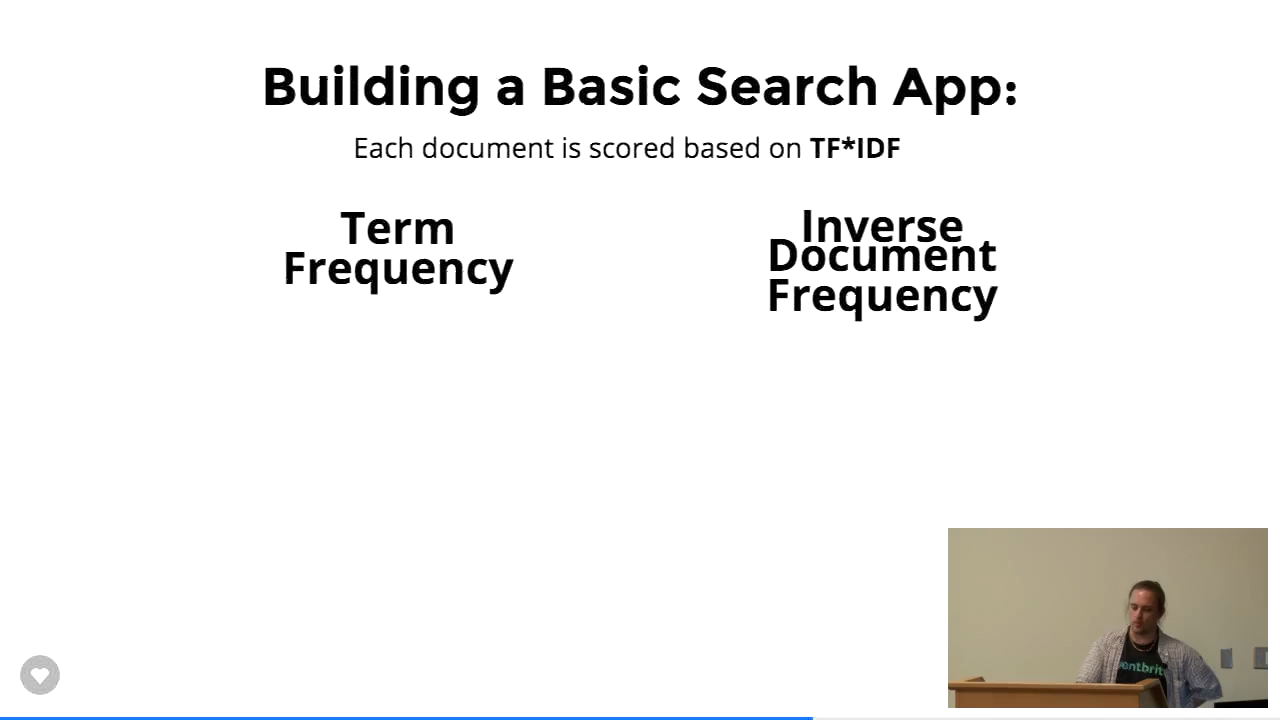 Building a Basic Search App:
Each document is scored based on TF*IDF
Term
Frequency
Inverse
Document
Frequency